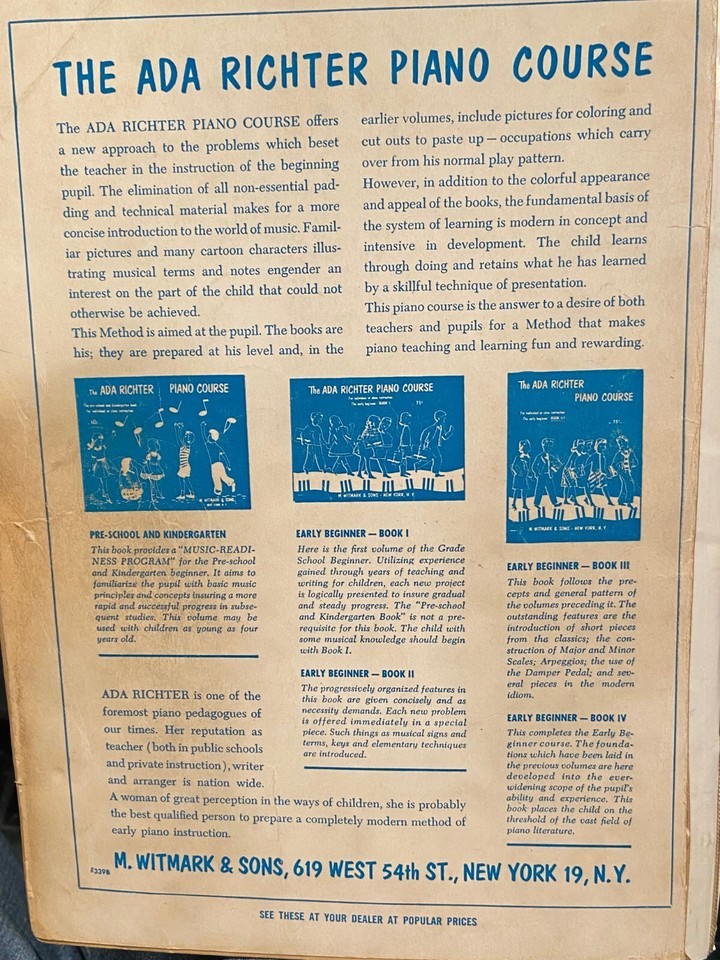 THE ADA RICHTER PIANO COURSE
The ADA RICHTER PIANO COURSE offers
a new approach to the problems which beset
the teacher in the instruction of the beginning
pupil. The elimination of all non-essential pad-
ding and technical material makes for a more
concise introduction to the world of music. Famil-
iar pictures and many cartoon characters illus-
trating musical terms and notes engender an
interest on the part of the child that could not
otherwise be achieved.
This Method is aimed at the pupil. The books are
his; they are prepared at his level and, in the
earlier volumes, include pictures for coloring and
cut outs to paste up — occupations which carry
over from his normal play pattern.
However, in addition to the colorful appearance
and appeal of the books, the fundamental basis of
the system of learning is modern in concept and
intensive in development. The child learns
through doing and retains what he has learned
by a skillful technique of presentation.
This piano course is the answer to a desire of both
teachers and pupils for a Method that makes
piano teaching and learning fun and rewarding.
The ADA RICHTER PIANO COURSE
M. WITMARK & SONS
NEW YORK, N.Y.
PRE-SCHOOL AND KINDERGARTEN
This book provides a "MUSIC-READI-
NESS PROGRAM" for the Pre-school
and Kindergarten beginner. It aims to
familiarize the pupil with basic music
principles and concepts insuring a more
rapid and successful progress in subse-
quent studies. This volume may be
used with children as young as four
years old.
The ADA RICHTER PIANO COURSE
For individual or class instruction
The early beginner - BOOK I
75¢
M. WITMARK & SONS - NEW YORK, N.Y.
EARLY BEGINNER — BOOK I
Here is the first volume of the Grade
School Beginner. Utilizing experience
gained through years of teaching and
writing for children, each new project
is logically presented to insure gradual
and steady progress. The "Pre-school
and Kindergarten Book" is not a pre-
requisite for this book. The child with
some musical knowledge should begin
with Book I.
EARLY BEGINNER — BOOK II
The progressively organized features in
this book are given concisely and as
necessity demands. Each new problem
is offered immediately in a special
piece. Such things as musical signs and
terms, keys and elementary techniques
are introduced.
The ADA RICHTER
PIANO COURSE
For individual or class instruction
75¢
M. WITMARK & SONS - NEW YORK, N.Y.
EARLY BEGINNER — BOOK III
This book follows the pre-
cepts and general pattern of
the volumes preceding it. The
outstanding features are the
introduction of short pieces
from the classics; the con-
struction of Major and Minor
Scales; Arpeggios; the use of
the Damper Pedal; and sev-
eral pieces in the modern
idiom.
EARLY BEGINNER — BOOK IV
This completes the Early Be-
ginner course. The founda-
tions which have been laid in
the previous volumes are here
developed into the ever-
widening scope of the pupil's
ability and experience. This
book places the child on the
threshold of the vast field of
piano literature.
ADA RICHTER is one of the
foremost piano pedagogues of
our times. Her reputation as
teacher (both in public schools
and private instruction), writer
and arranger is nation wide.
A woman of great perception in the ways of children, she is probably
the best qualified person to prepare a completely modern method of
early piano instruction.
E339B
M. WITMARK & SONS, 619 WEST 54th ST., NEW YORK 19, N.Y.
SEE THESE AT YOUR DEALER AT POPULAR PRICES